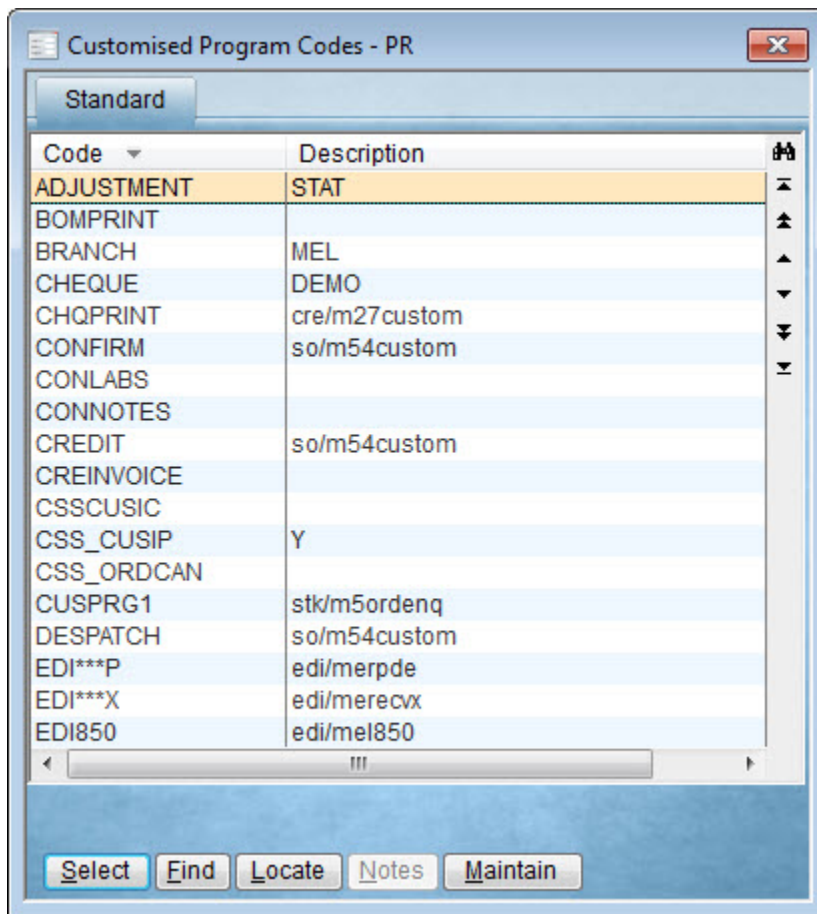 Customised Program Codes - PR
Standard
Code Description
ADJUSTMENT STAT
BOMPRINT
BRANCH MEL
CHEQUE DEMO
CHQPRINT cre/m27custom
CONFIRM so/m54custom
CONLABS
CONNOTES
CREDIT so/m54custom
CREINVOICE
CSSCUSIC
CSS_CUSIP Y
CSS_ORDCAN
CUSPRG1 stk/m5ordenq
DESPATCH so/m54custom
EDI***P edi/merpde
EDI***X edi/merecvx
EDI850 edi/mel850
Select Find Locate Notes Maintain